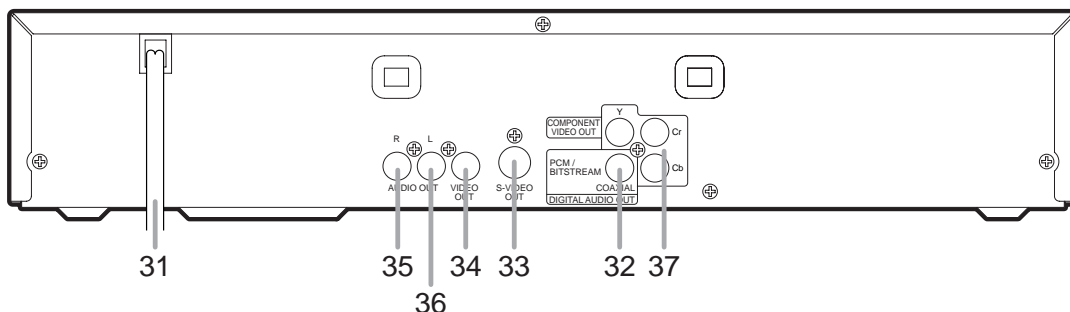 Y
COMPONENT
VIDEO OUT
Cr
R
L
PCM /
BITSTREAM
Cb
AUDIO OUT
VIDEO
OUT
S-VIDEO
OUT
COAXIAL
DIGITAL AUDIO OUT
31
35
36
34
33
32
37